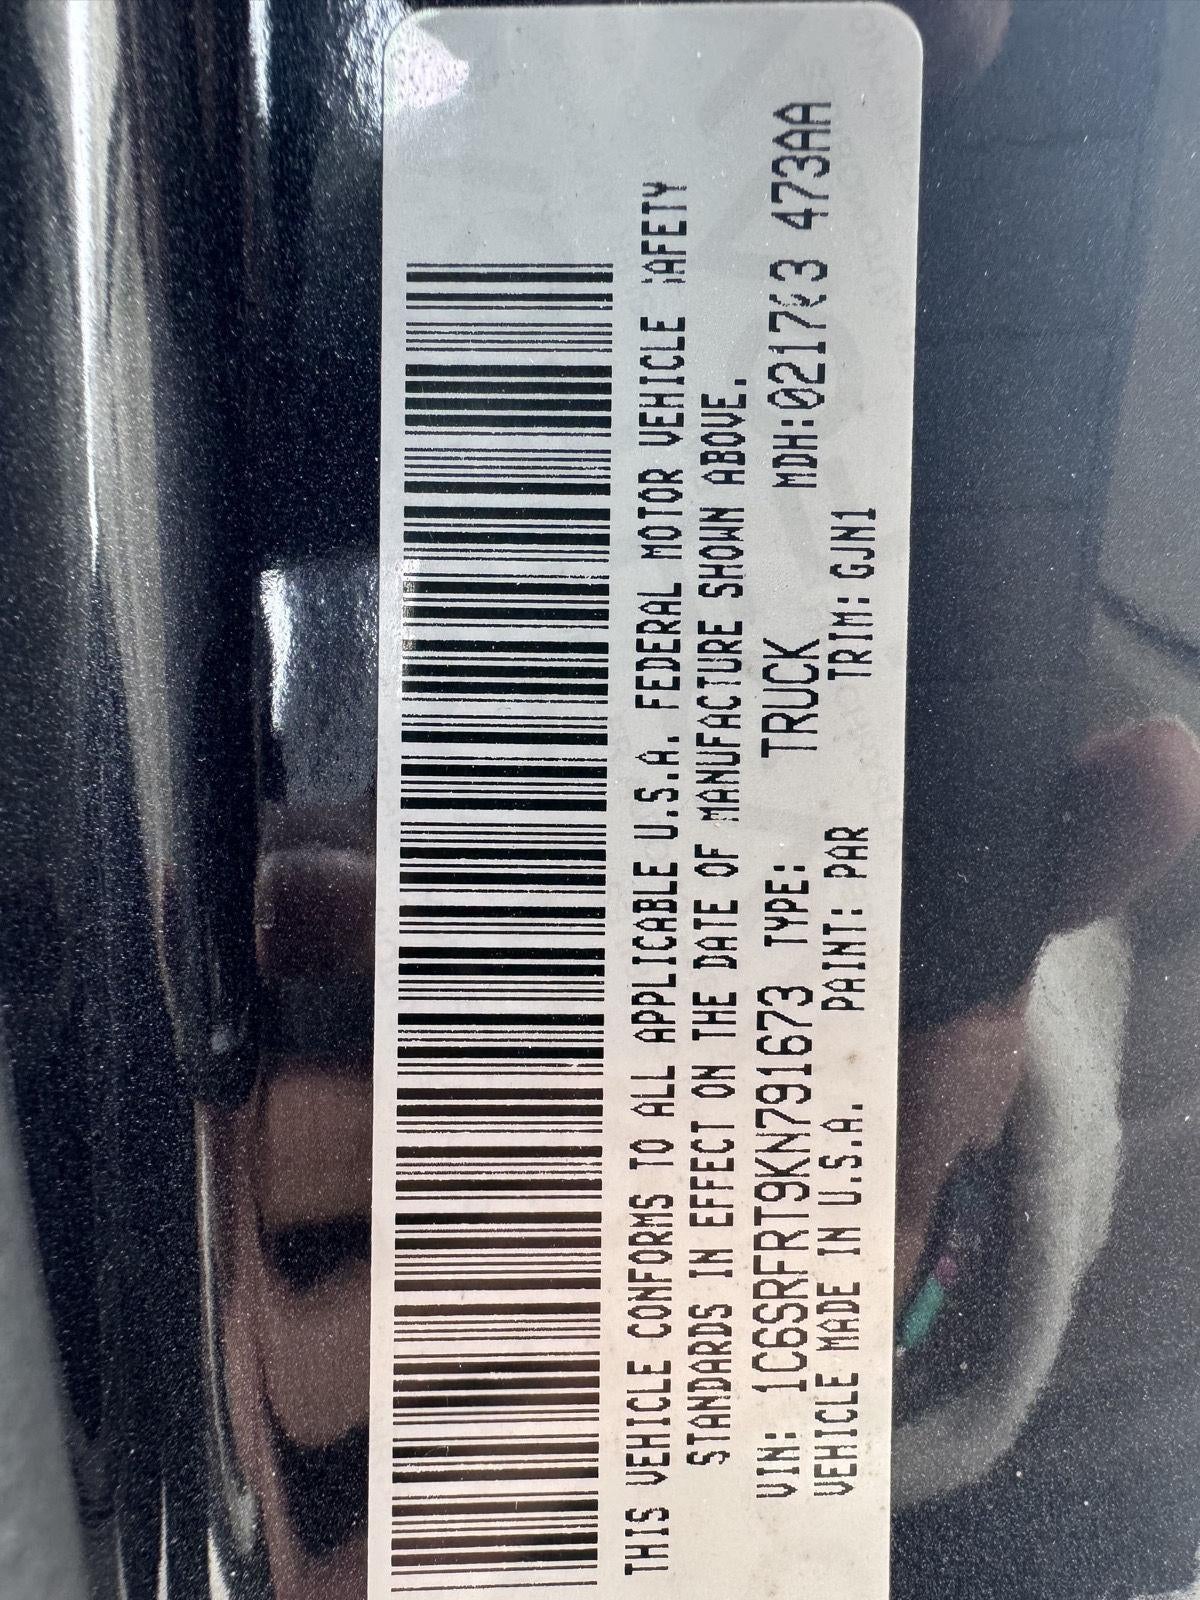 THIS VEHICLE CONFORMS TO ALL APPLICABLE U.S.A. FEDERAL MOTOR VEHICLE SAFETY
STANDARDS IN EFFECT ON THE DATE OF MANUFACTURE SHOWN ABOVE.
VIN: 1C6SRFRT9KN791673 TYPE: TRUCK MDH:021703 473AA
VEHICLE MADE IN U.S.A. PAINT: PAR TRIM: GJN1